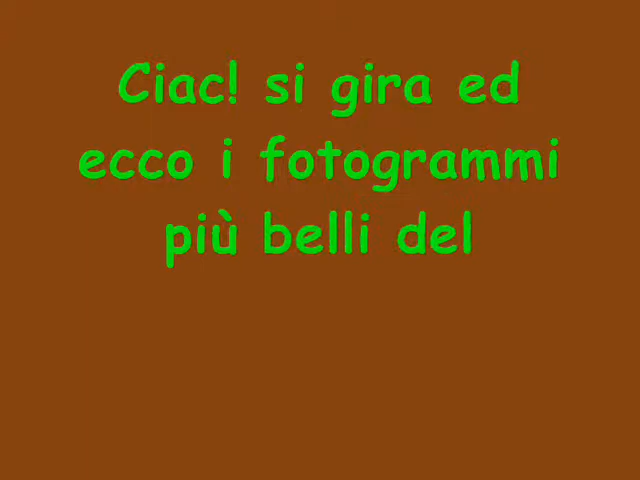 Ciac! si gira ed
ecco i fotogrammi
più belli del